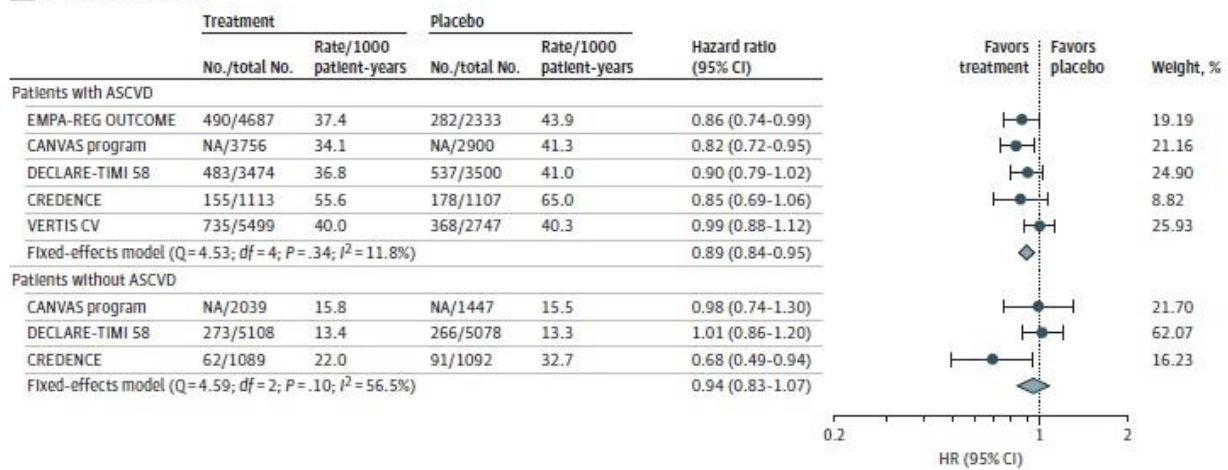 Treatment Placebo
No./total No. Rate/1000 patient-years No./total No. Rate/1000 patient-years Hazard ratio (95% CI) Favors treatment Favors placebo Weight, %
Patients with ASCVD
EMPA-REG OUTCOME 490/4687 37.4 282/2333 43.9 0.86 (0.74-0.99) 19.19
CANVAS program NA/3756 34.1 NA/2900 41.3 0.82 (0.72-0.95) 21.16
DECLARE-TIMI 58 483/3474 36.8 537/3500 41.0 0.90 (0.79-1.02) 24.90
CREDENCE 155/1113 55.6 178/1107 65.0 0.85 (0.69-1.06) 8.82
VERTIS CV 735/5499 40.0 368/2747 40.3 0.99 (0.88-1.12) 25.93
Fixed-effects model (Q = 4.53; df = 4; P = .34; I² = 11.8%) 0.89 (0.84-0.95)
Patients without ASCVD
CANVAS program NA/2039 15.8 NA/1447 15.5 0.98 (0.74-1.30) 21.70
DECLARE-TIMI 58 273/5108 13.4 266/5078 13.3 1.01 (0.86-1.20) 62.07
CREDENCE 62/1089 22.0 91/1092 32.7 0.68 (0.49-0.94) 16.23
Fixed-effects model (Q = 4.59; df = 2; P = .10; I² = 56.5%) 0.94 (0.83-1.07)
0.2 1 2
HR (95% CI)